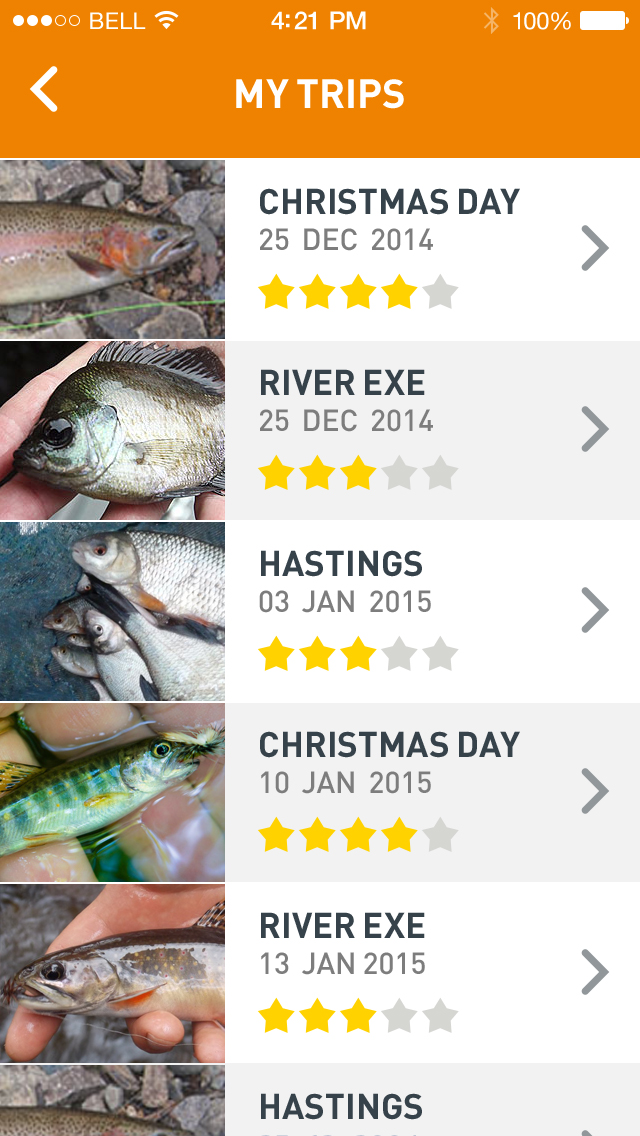 BELL 4:21 PM 100%
MY TRIPS
CHRISTMAS DAY
25 DEC 2014
RIVER EXE
25 DEC 2014
HASTINGS
03 JAN 2015
CHRISTMAS DAY
10 JAN 2015
RIVER EXE
13 JAN 2015
HASTINGS